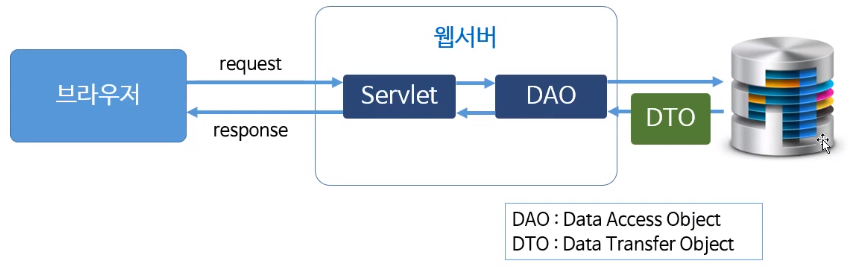 웹서버
브라우저
request
response
Servlet
DAO
DTO
DAO : Data Access Object
DTO : Data Transfer Object